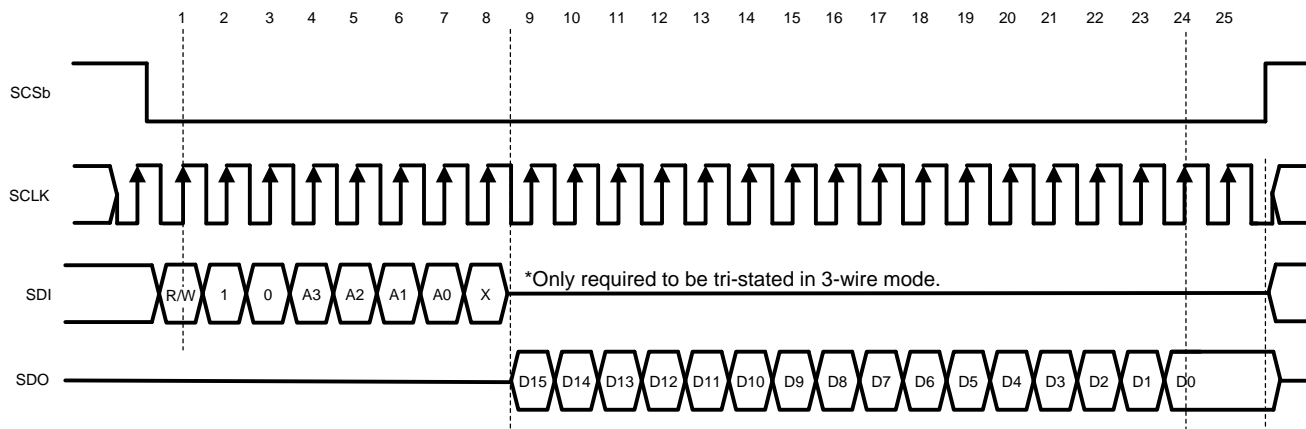 1 2 3 4 5 6 7 8 9 10 11 12 13 14 15 16 17 18 19 20 21 22 23 24 25
SCSb
SCLK
*Only required to be tri-stated in 3-wire mode.
SDI R/W 1 0 A3 A2 A1 A0 X
SDO D15 D14 D13 D12 D11 D10 D9 D8 D7 D6 D5 D4 D3 D2 D1 D0